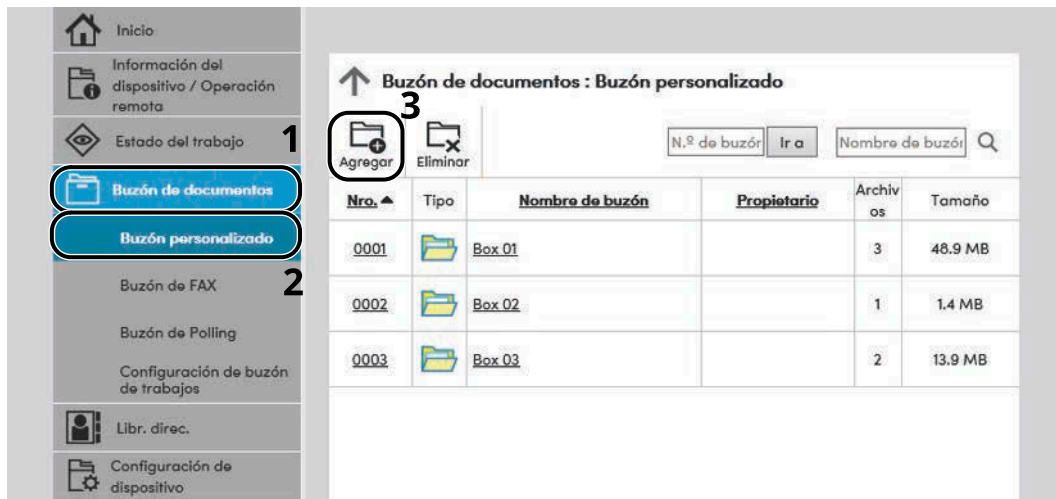 Inicio
Información del
dispositivo / Operación
remota
Estado del trabajo
1
Buzón de documentos
Buzón personalizado
2
Buzón de FAX
Buzón de Polling
Configuración de buzón
de trabajos
Libr. direc.
Configuración de
dispositivo
Buzón de documentos : Buzón personalizado
3
Agregar
Eliminar
N.º de buzón Ir a Nombre de buzó
Nro. Tipo Nombre de buzón Propietario Archiv
os Tamaño
0001 Box 01 3 48.9 MB
0002 Box 02 1 1.4 MB
0003 Box 03 2 13.9 MB